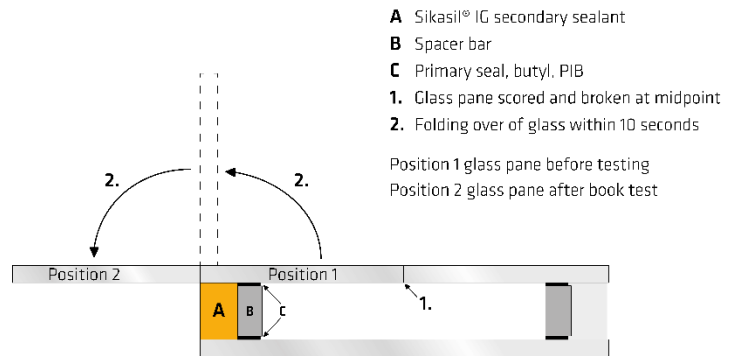 A Sikasil® IG secondary sealant
B Spacer bar
C Primary seal, butyl, PIB
1. Glass pane scored and broken at midpoint
2. Folding over of glass within 10 seconds
Position 1 glass pane before testing
Position 2 glass pane after book test
2. 2.
Position 2 Position 1
A B C 1.